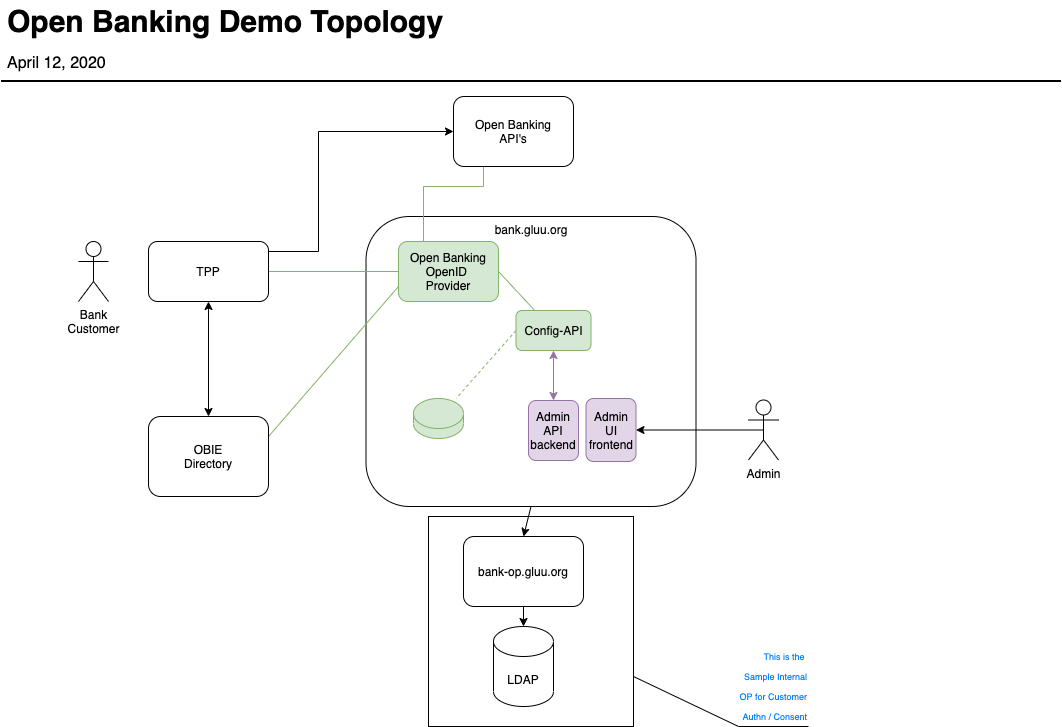 Open Banking Demo Topology
April 12, 2020
Open Banking
API's
bank.gluu.org
Open Banking
OpenID
Provider
TPP
Bank
Customer
Config-API
Admin
API
backend
Admin
UI
frontend
OBIE
Directory
Admin
bank-op.gluu.org
LDAP
This is the
Sample Internal
OP for Customer
Authn / Consent